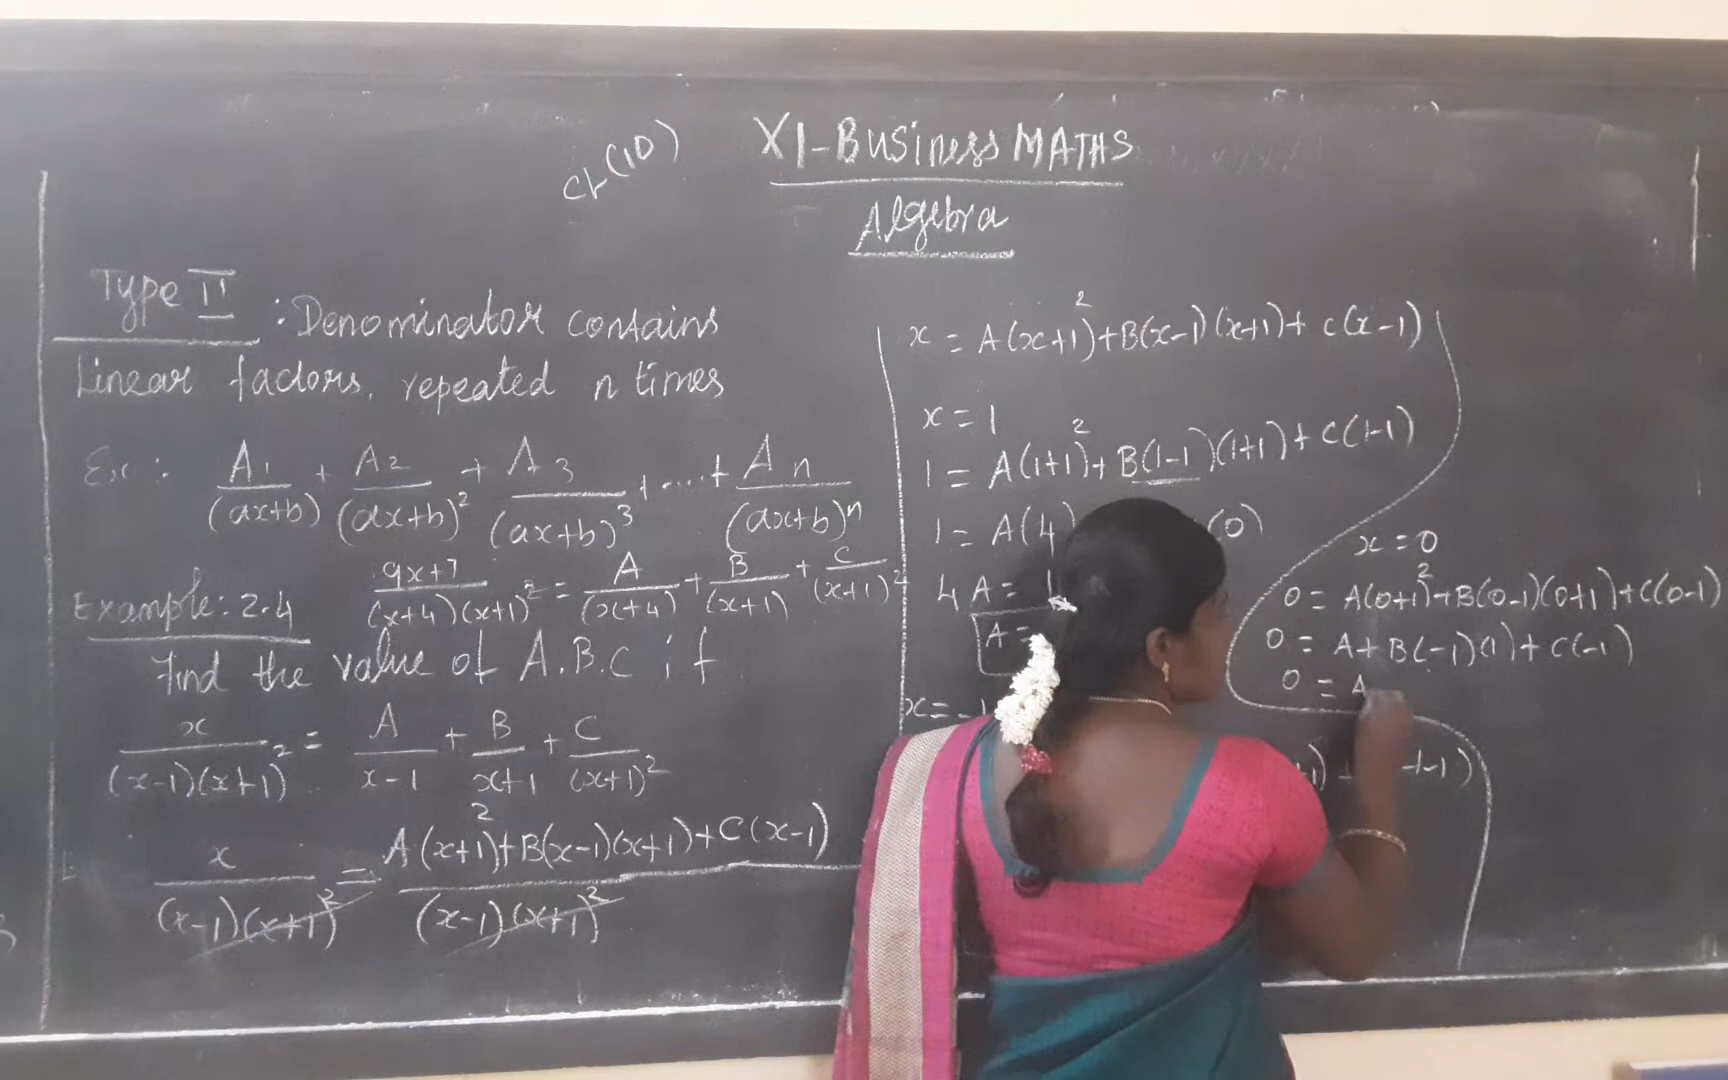 Ch(10)
XI-Business MATHS
Algebra
Type II : Denominator contains
Linear factors, repeated n times
Ex: A1/(ax+b) + A2/(ax+b)² + A3/(ax+b)³ + ....+ An/(ax+b)ⁿ
Example: 2.4
9x+7/(x+4)(x+1)² = A/(x+4) + B/(x+1) + C/(x+1)²
Find the value of A.B.C if
x/(x-1)(x+1)² = A/x-1 + B/x+1 + C/(x+1)²
x/(x-1)(x+1)² = A(x+1)²+B(x-1)(x+1)+C(x-1)/(x-1)(x+1)²
x = A(x+1)²+B(x-1)(x+1)+C(x-1)
x=1
1 = A(1+1)²+B(1-1)(1+1)+C(1-1)
1= A(4) (0)
4A= 1
A=
x=-1
x=0
0 = A(0+1)²+B(0-1)(0+1)+C(0-1)
0 = A+B(-1)(1)+C(-1)
0 = A